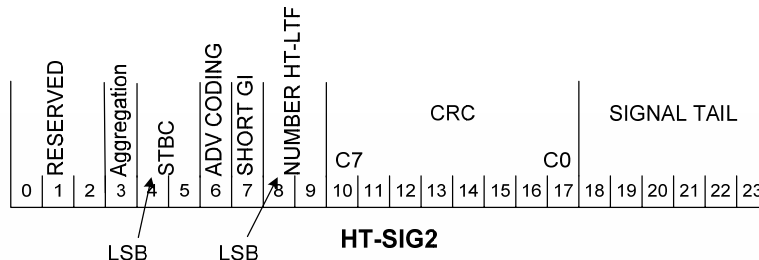 RESERVED
Aggregation
STBC
ADV CODING
SHORT GI
NUMBER HT-LTF
CRC
SIGNAL TAIL
C7
C0
0 1 2 3 4 5 6 7 8 9 10 11 12 13 14 15 16 17 18 19 20 21 22 23
LSB
LSB
HT-SIG2